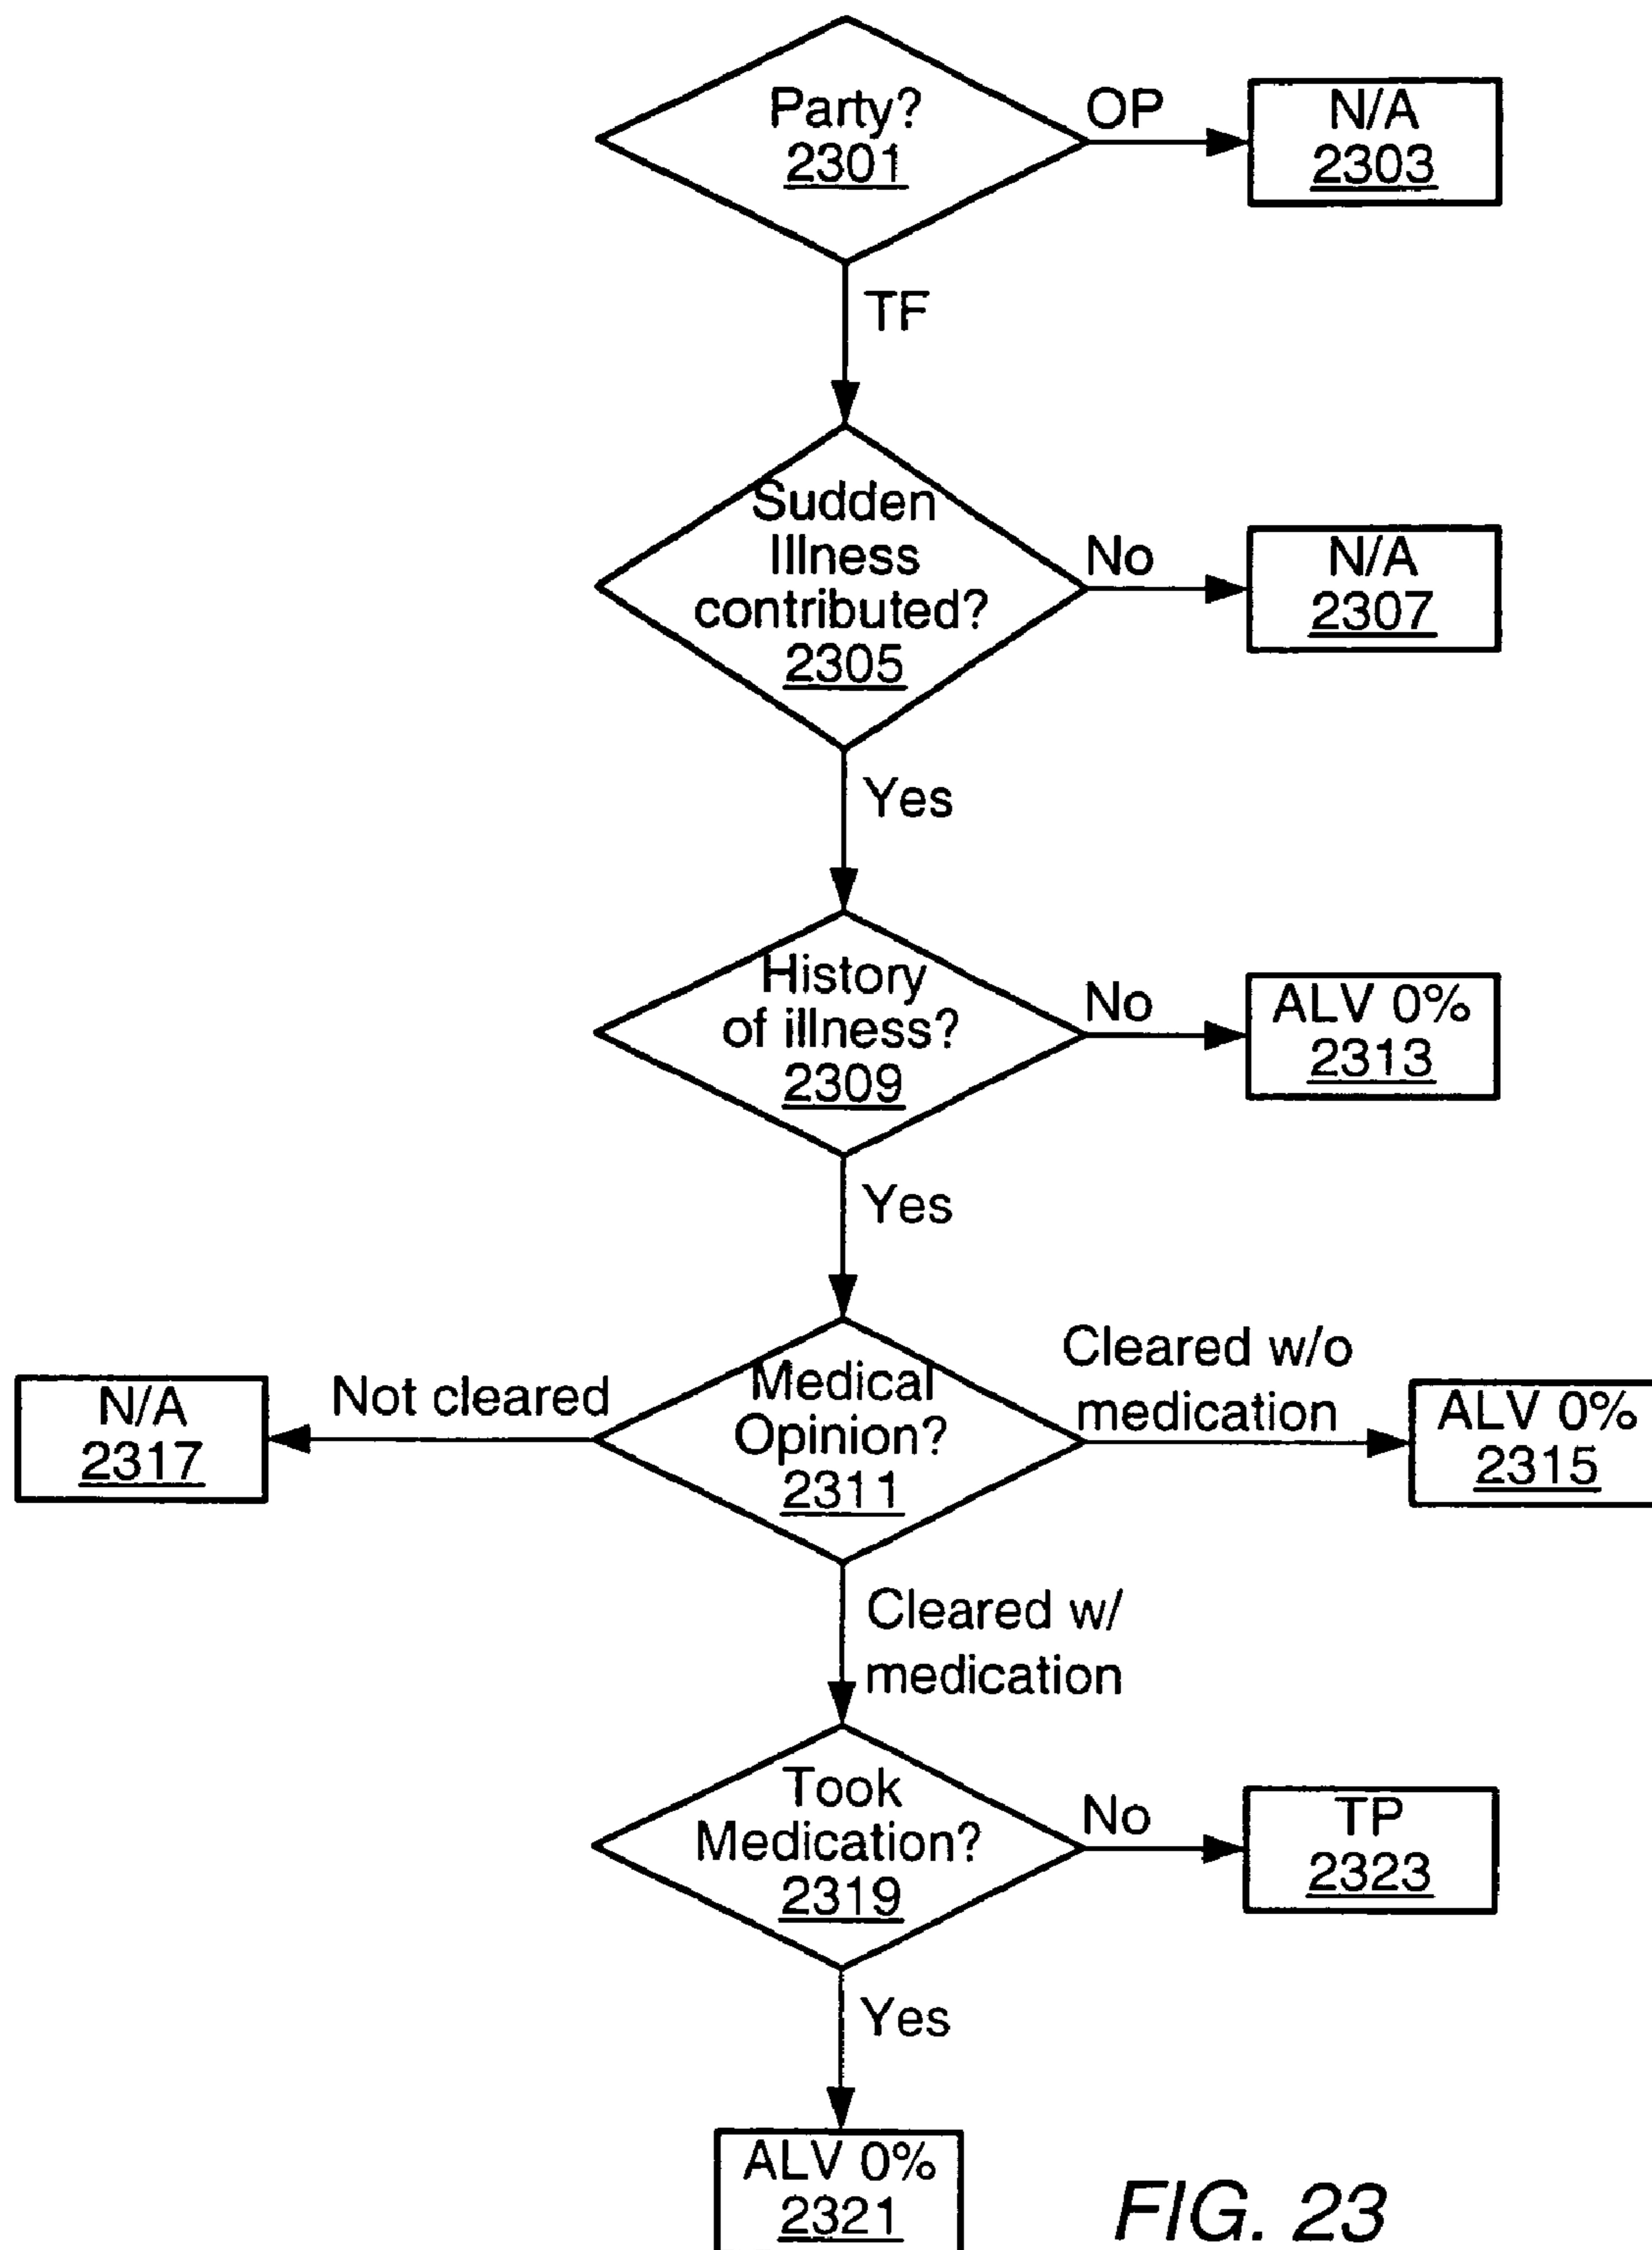 Party?
2301
OP
N/A
2303
TF
Sudden
Illness
contributed?
2305
No
N/A
2307
Yes
History
of illness?
2309
No
ALV 0%
2313
Yes
N/A
2317
Not cleared
Medical
Opinion?
2311
Cleared w/o
medication
ALV 0%
2315
Cleared w/
medication
Took
Medication?
2319
No
TP
2323
Yes
ALV 0%
2321
FIG. 23